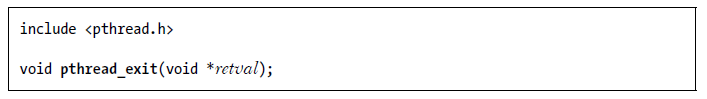 include <pthread.h>
void pthread_exit(void *retval);